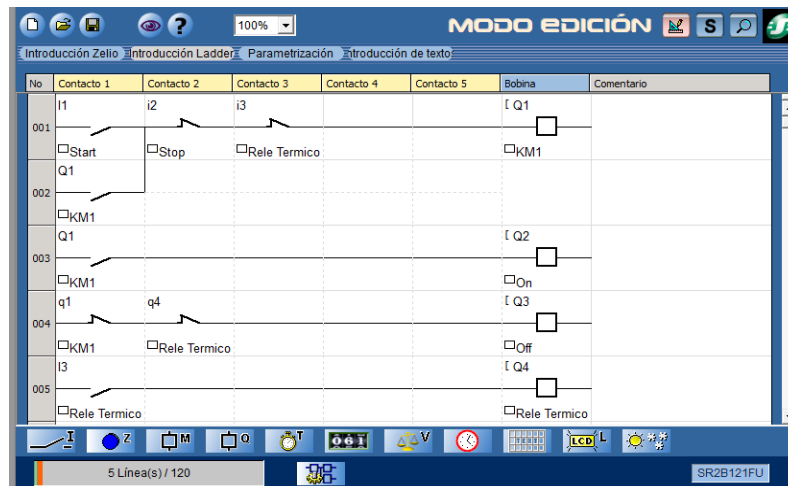 100% MODO EDICIÓN S
Introducción Zelio Introducción Ladder Parametrización Introducción de texto
No Contacto 1 Contacto 2 Contacto 3 Contacto 4 Contacto 5 Bobina Comentario
I1 i2 i3 [ Q1
001
Start Stop Rele Termico KM1
Q1
002
KM1
Q1 [ Q2
003
KM1 On
q1 q4 [ Q3
004
KM1 Rele Termico Off
I3 [ Q4
005
Rele Termico Rele Termico
I Z M Q T 061 V LCD L
5 Línea(s) / 120 SR2B121FU